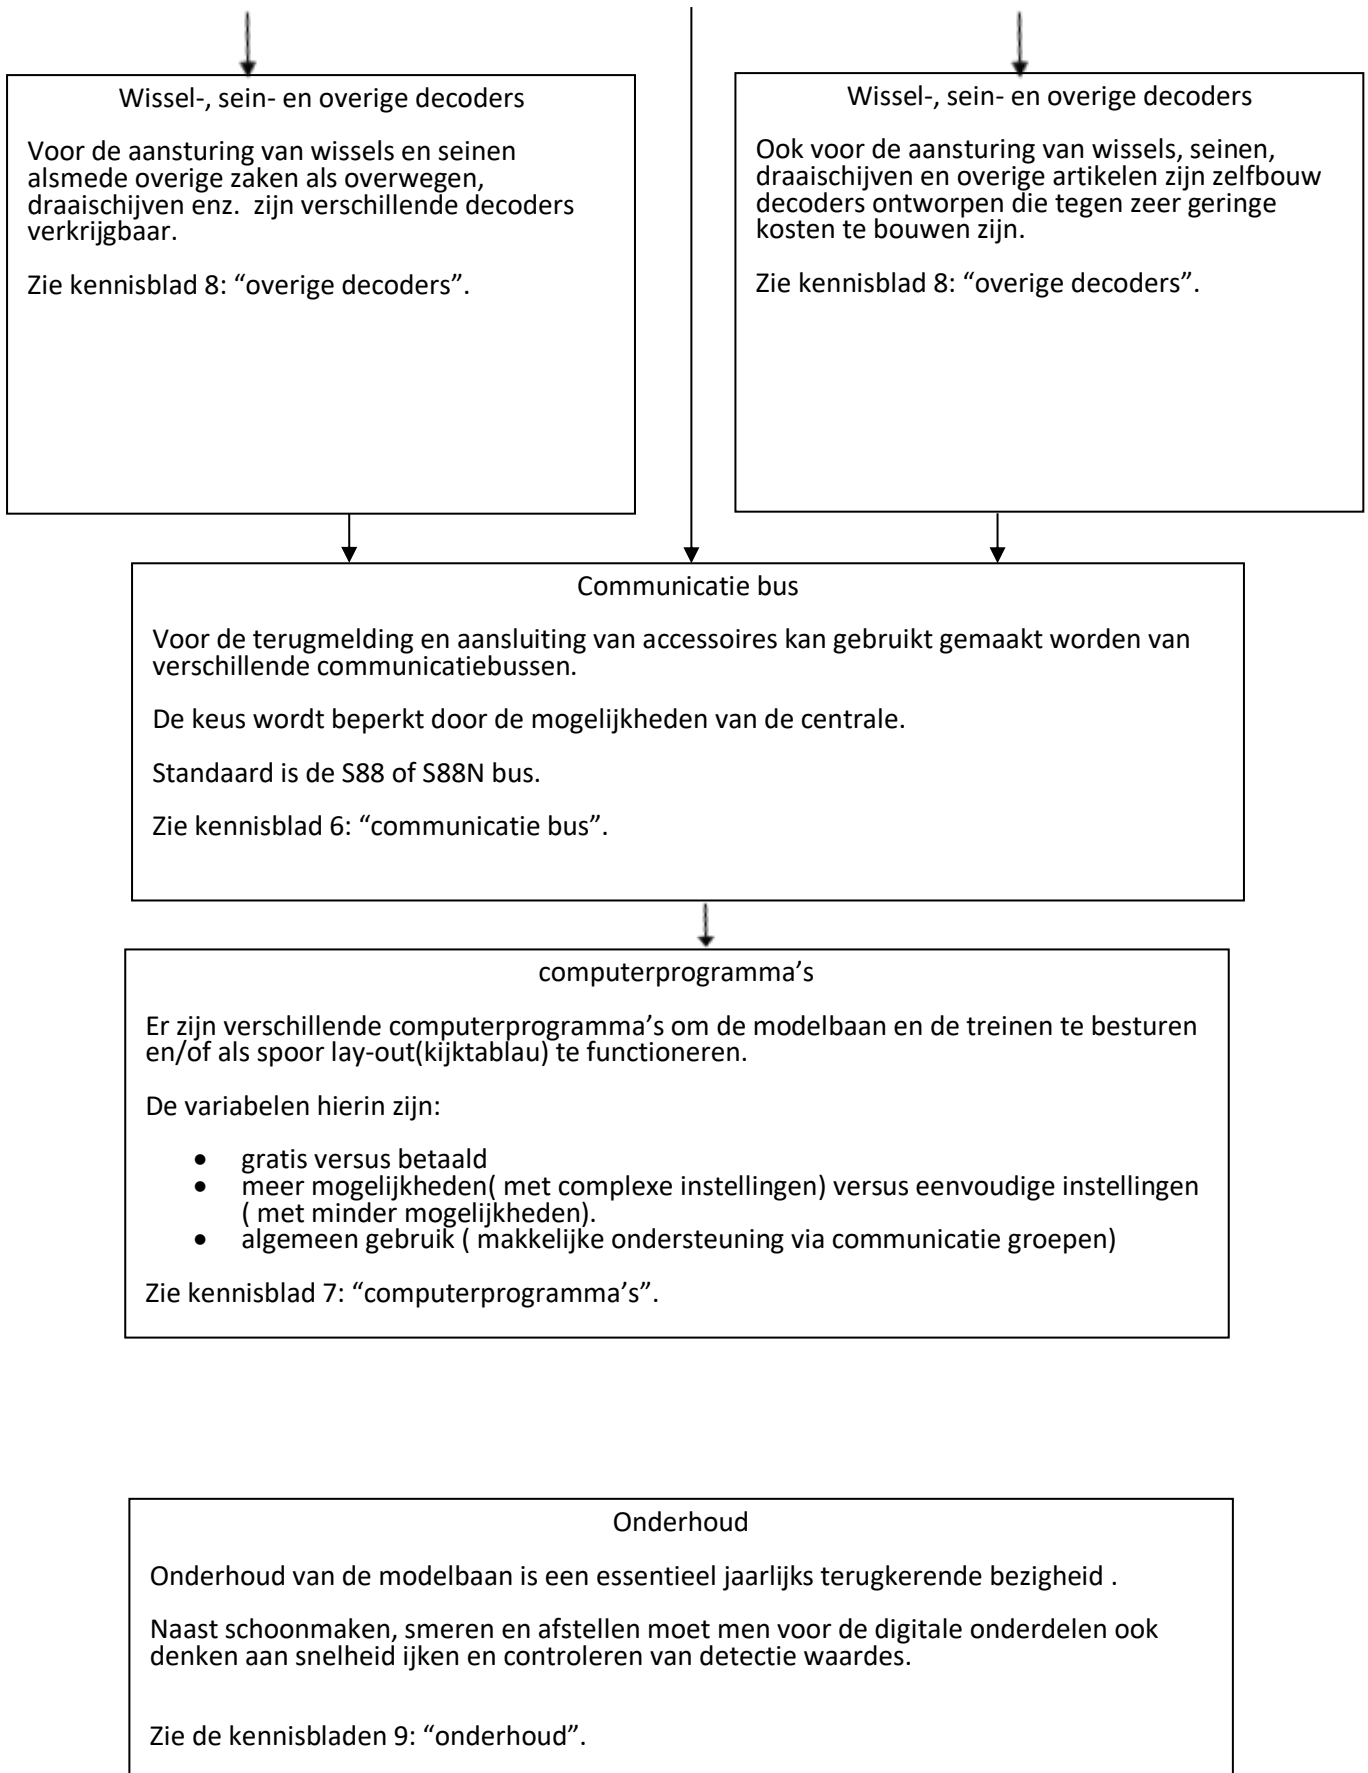 Wissel-, sein- en overige decoders
Voor de aansturing van wissels en seinen
alsmede overige zaken als overwegen,
draaischijven enz.  zijn verschillende decoders
verkrijgbaar.
Zie kennisblad 8: “overige decoders”.
Wissel-, sein- en overige decoders
Ook voor de aansturing van wissels, seinen,
draaischijven en overige artikelen zijn zelfbouw
decoders ontworpen die tegen zeer geringe
kosten te bouwen zijn.
Zie kennisblad 8: “overige decoders”.
Communicatie bus
Voor de terugmelding en aansluiting van accessoires kan gebruikt gemaakt worden van
verschillende communicatiebussen.
De keus wordt beperkt door de mogelijkheden van de centrale.
Standaard is de S88 of S88N bus.
Zie kennisblad 6: “communicatie bus”.
computerprogramma’s
Er zijn verschillende computerprogramma’s om de modelbaan en de treinen te besturen
en/of als spoor lay-out(kijktablau) te functioneren.
De variabelen hierin zijn:
• gratis versus betaald
• meer mogelijkheden( met complexe instellingen) versus eenvoudige instellingen
( met minder mogelijkheden).
• algemeen gebruik ( makkelijke ondersteuning via communicatie groepen)
Zie kennisblad 7: “computerprogramma’s”.
Onderhoud
Onderhoud van de modelbaan is een essentieel jaarlijks terugkerende bezigheid .
Naast schoonmaken, smeren en afstellen moet men voor de digitale onderdelen ook
denken aan snelheid ijken en controleren van detectie waardes.
Zie de kennisbladen 9: “onderhoud”.